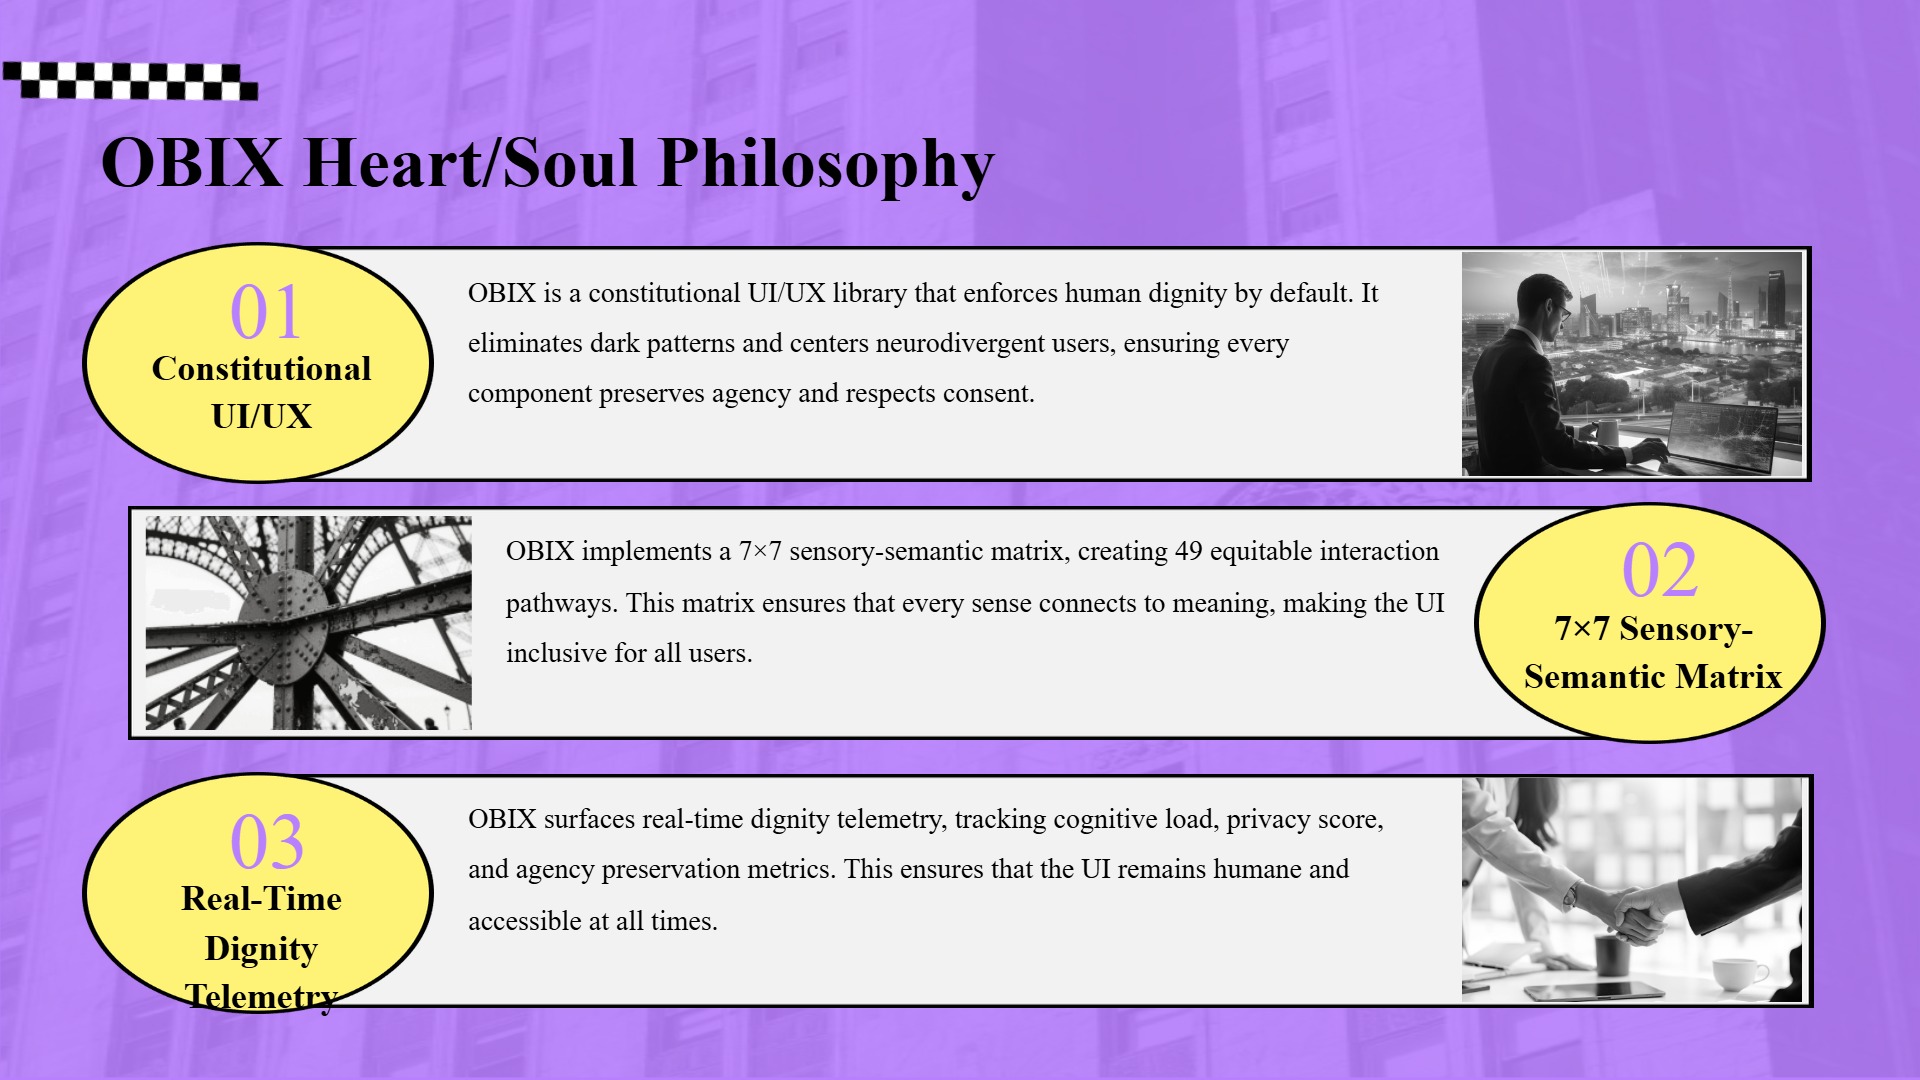 OBIX Heart/Soul Philosophy
01
Constitutional
UI/UX
OBIX is a constitutional UI/UX library that enforces human dignity by default. It
eliminates dark patterns and centers neurodivergent users, ensuring every
component preserves agency and respects consent.
OBIX implements a 7×7 sensory-semantic matrix, creating 49 equitable interaction
pathways. This matrix ensures that every sense connects to meaning, making the UI
inclusive for all users.
02
7×7 Sensory-
Semantic Matrix
03
Real-Time
Dignity
Telemetry
OBIX surfaces real-time dignity telemetry, tracking cognitive load, privacy score,
and agency preservation metrics. This ensures that the UI remains humane and
accessible at all times.